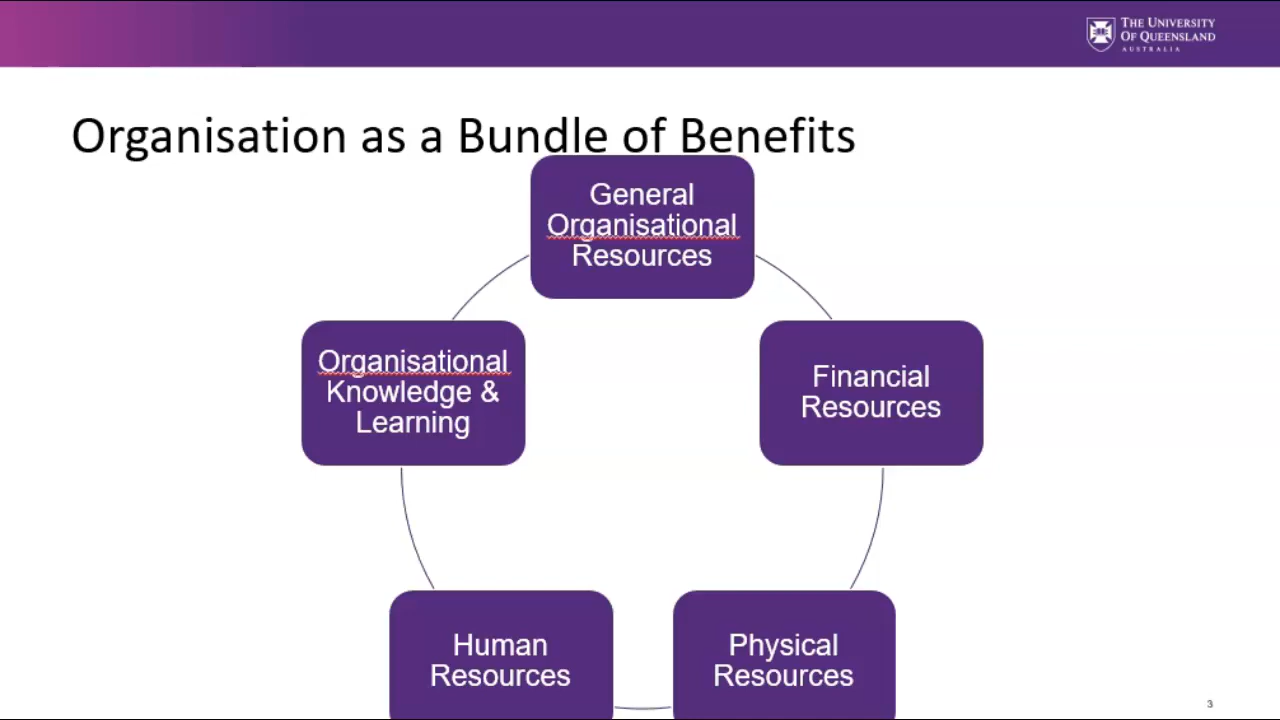 THE UNIVERSITY
OF QUEENSLAND
AUSTRALIA
Organisation as a Bundle of Benefits
General
Organisational
Resources
Organisational
Knowledge &
Learning
Financial
Resources
Human
Resources
Physical
Resources
3